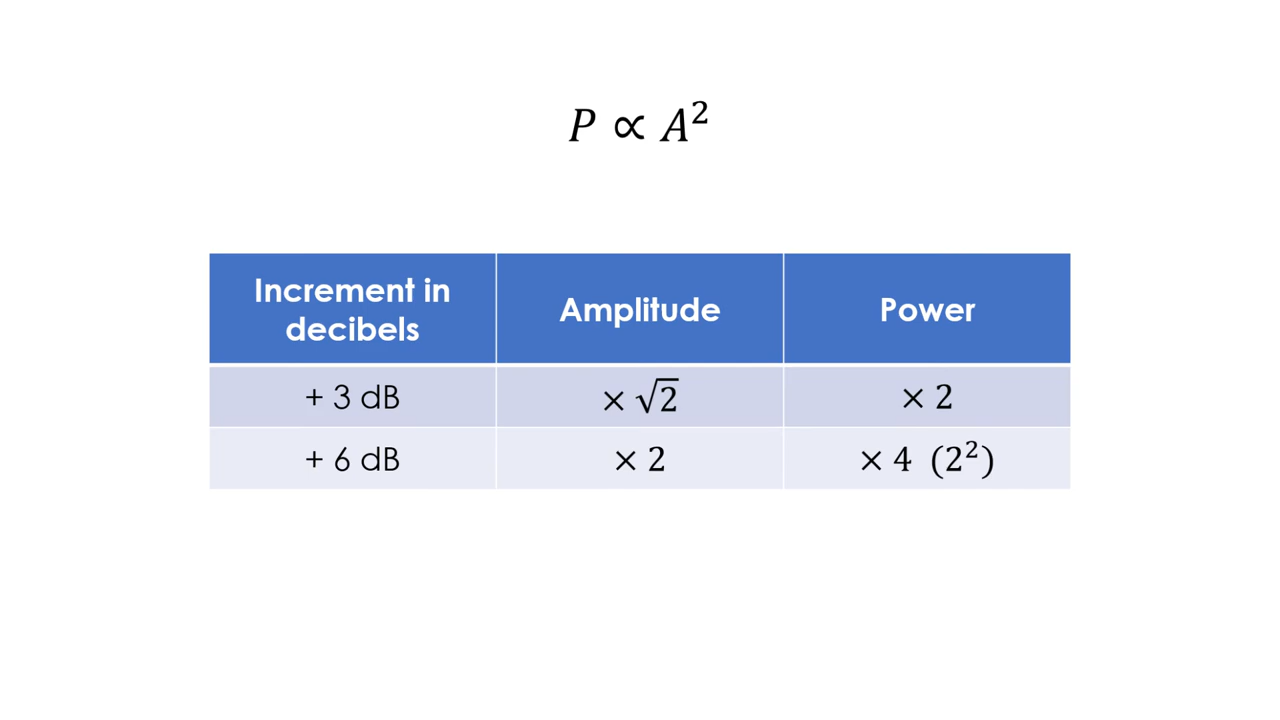 P ∝ A²
Increment in
decibels
Amplitude
Power
+ 3 dB
× √2
× 2
+ 6 dB
× 2
× 4 (2²)